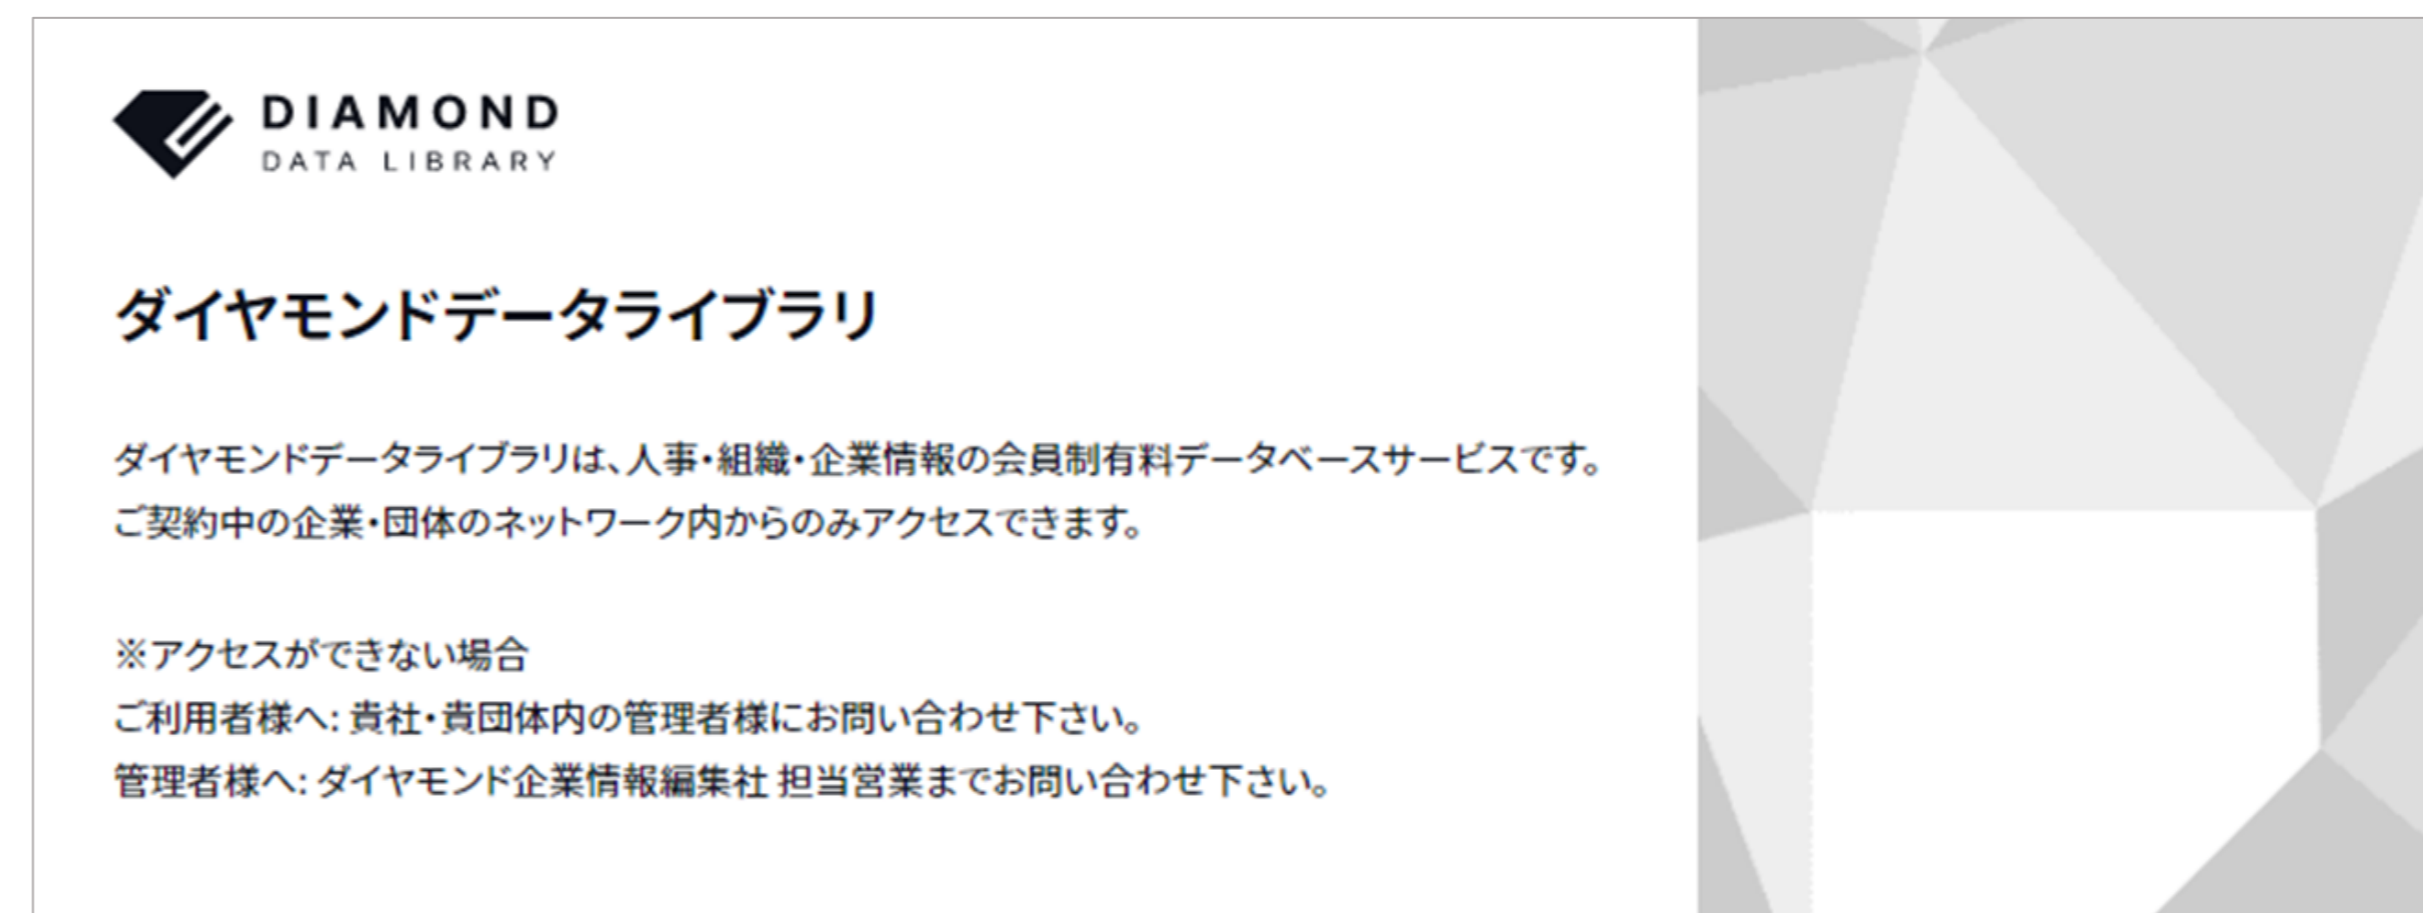 DIAMOND
DATA LIBRARY
ダイヤモンドデータライブラリ
ダイヤモンドデータライブラリは、人事・組織・企業情報の会員制有料データベースサービスです。
ご契約中の企業・団体のネットワーク内からのみアクセスできます。
※アクセスができない場合
ご利用者様へ: 貴社・貴団体内の管理者様にお問い合わせ下さい。
管理者様へ: ダイヤモンド企業情報編集社 担当営業までお問い合わせ下さい。